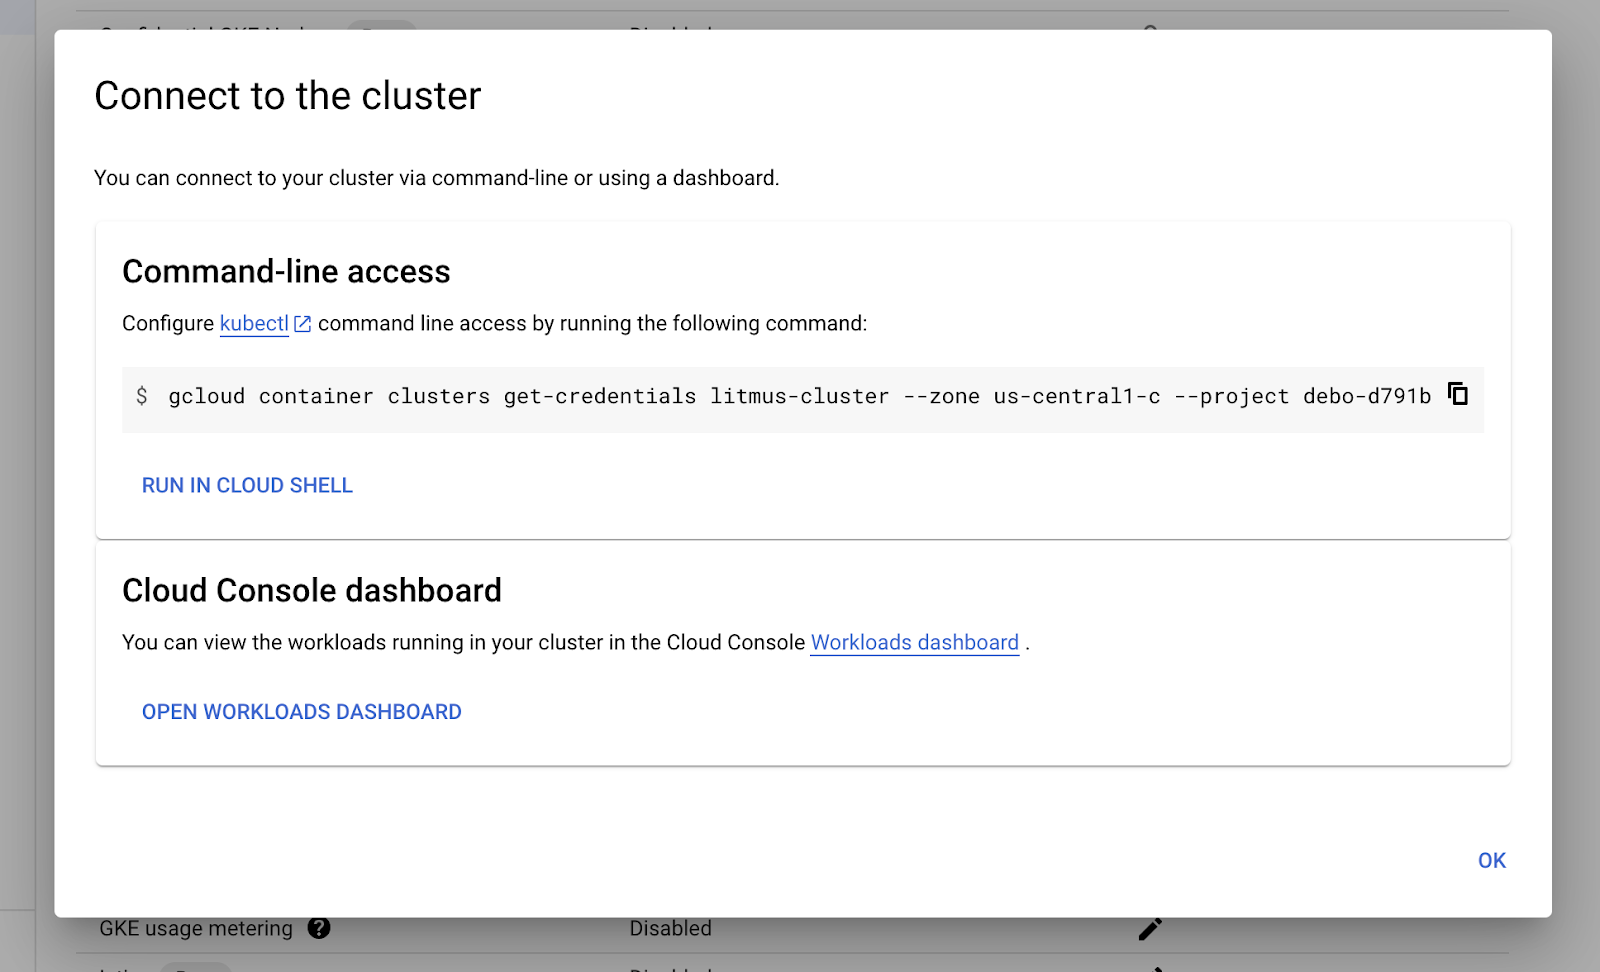 Connect to the cluster
You can connect to your cluster via command-line or using a dashboard.
Command-line access
Configure kubectl command line access by running the following command:
$ gcloud container clusters get-credentials litmus-cluster --zone us-central1-c --project debo-d791b
RUN IN CLOUD SHELL
Cloud Console dashboard
You can view the workloads running in your cluster in the Cloud Console Workloads dashboard .
OPEN WORKLOADS DASHBOARD
OK
GKE usage metering ? Disabled